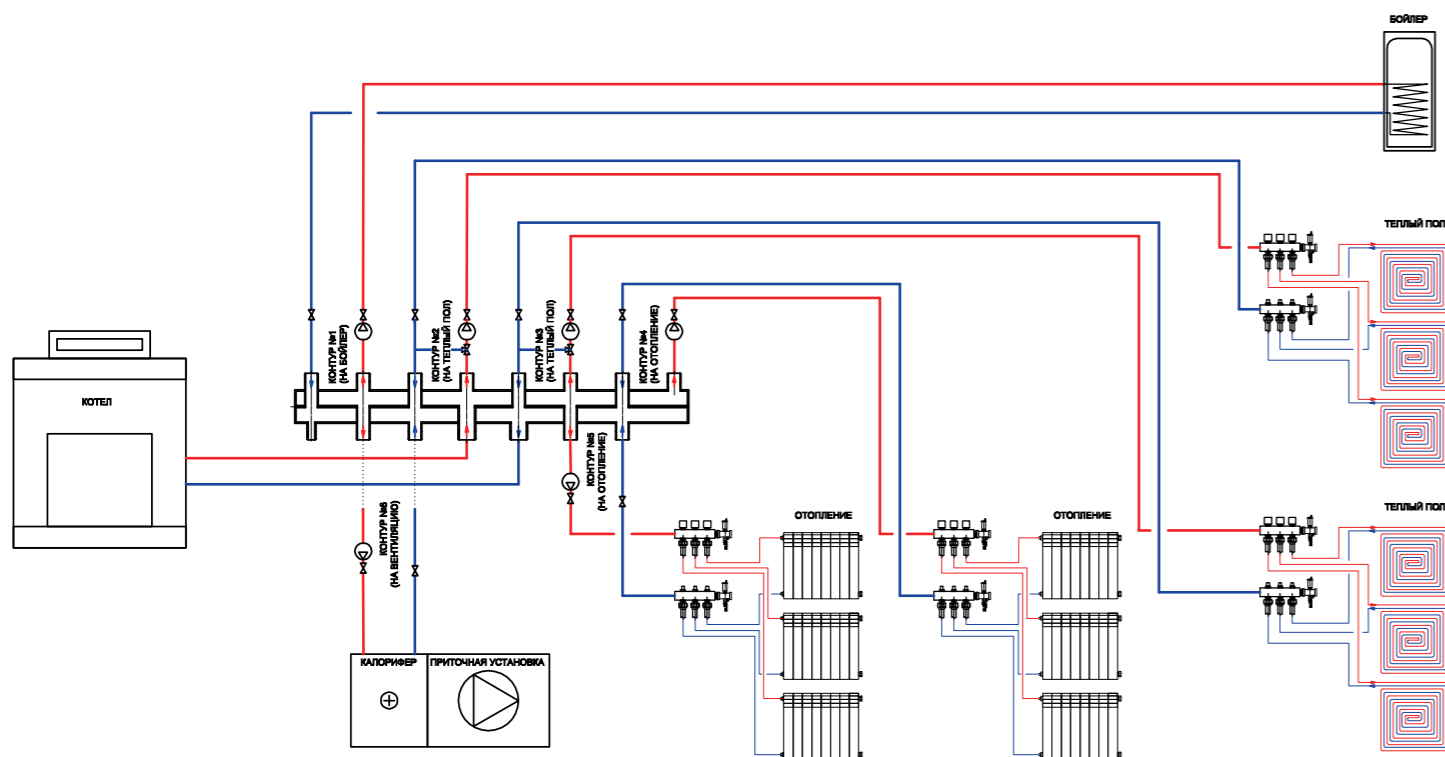 БОЙЛЕР
ТЕПЛЫЙ ПОЛ
КОНТУР №1
(НА БОЙЛЕР)
КОНТУР №2
(НА ТЕПЛЫЙ ПОЛ)
КОНТУР №3
(НА ТЕПЛЫЙ ПОЛ)
КОНТУР №4
(НА ОТОПЛЕНИЕ)
КОТЕЛ
КОНТУР №5
(НА ОТОПЛЕНИЕ)
КОНТУР №6
(НА ВЕНТИЛЯЦИЮ)
ОТОПЛЕНИЕ
ОТОПЛЕНИЕ
ТЕПЛЫЙ ПОЛ
КАЛОРИФЕР
ПРИТОЧНАЯ УСТАНОВКА